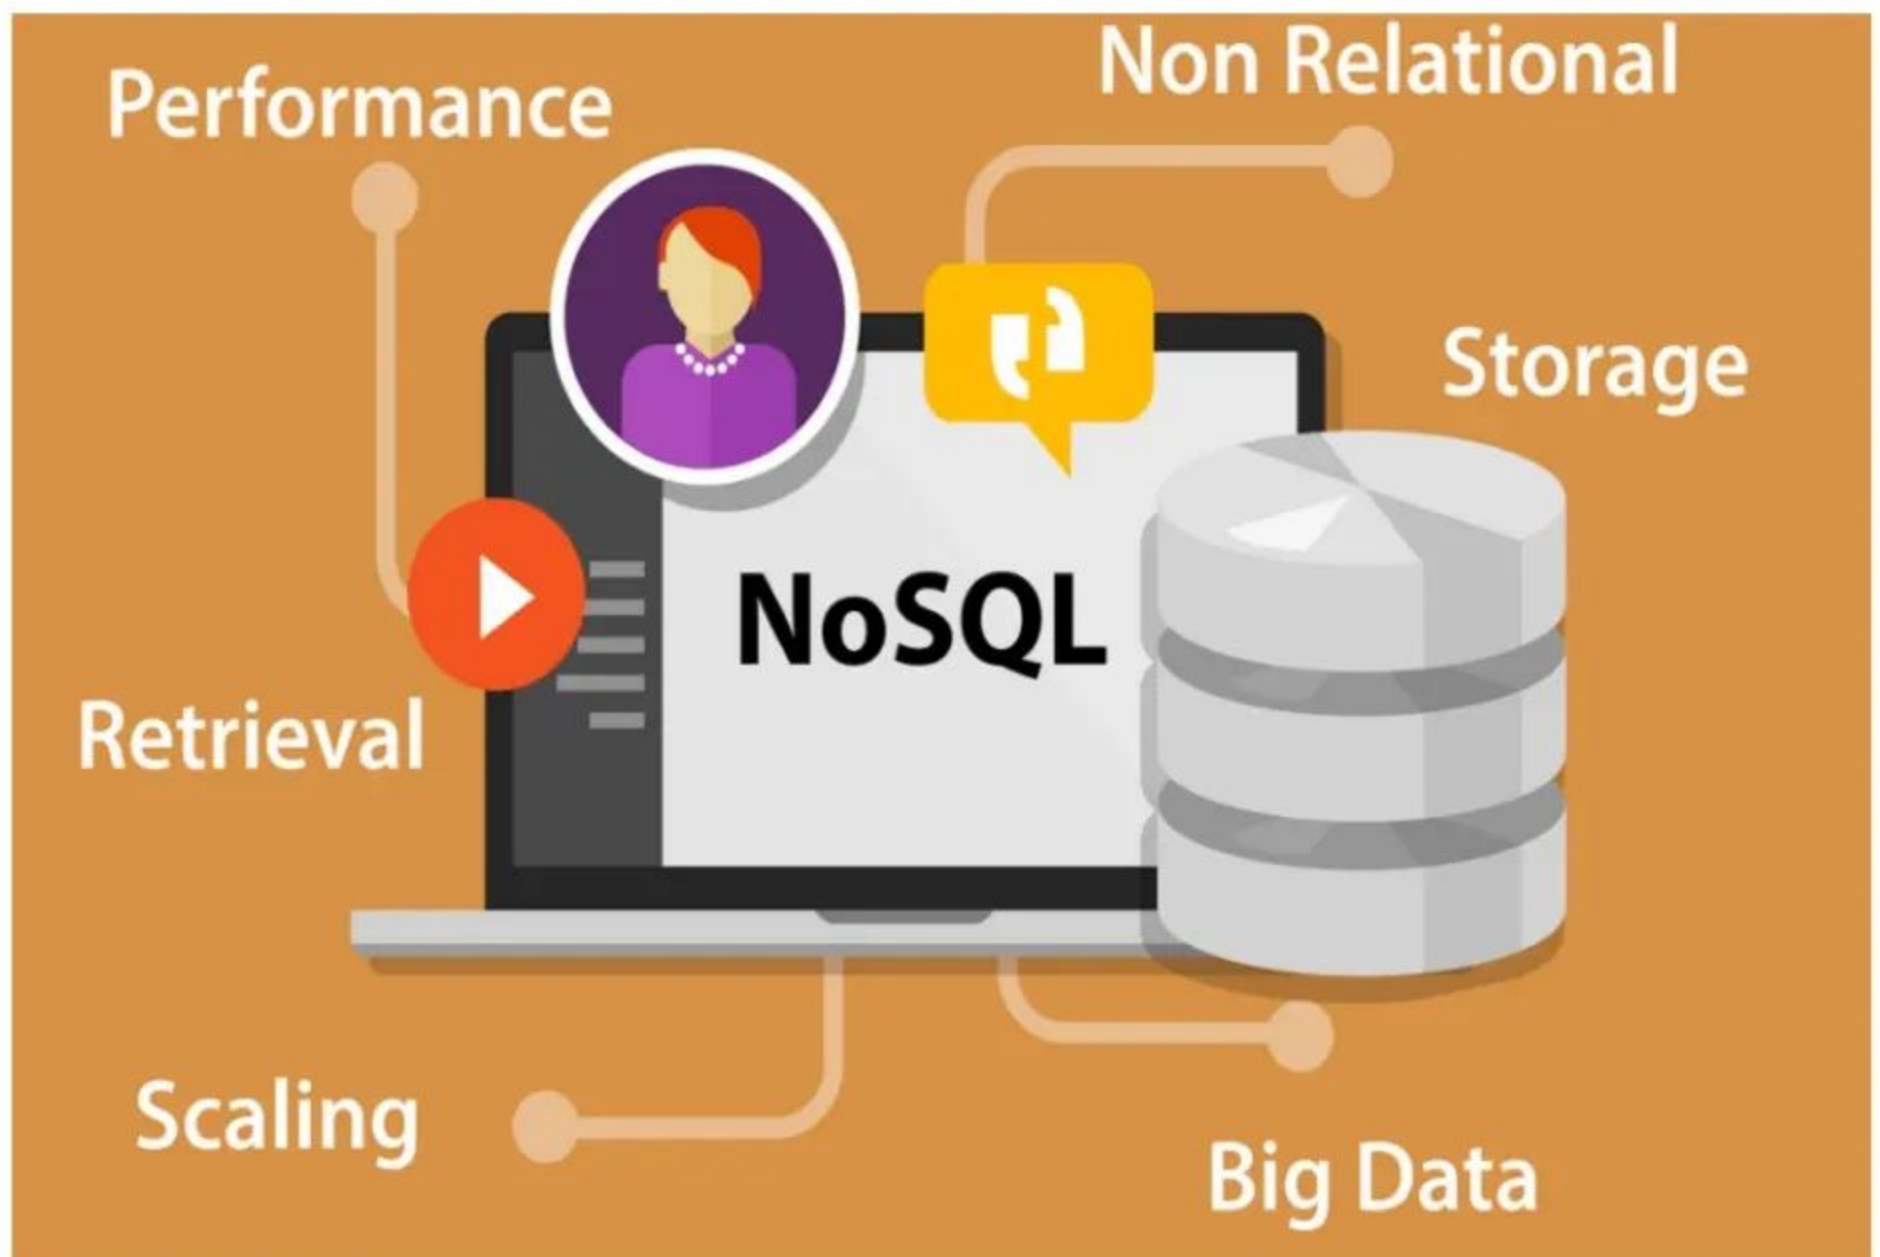 Non Relational
Performance
Storage
NoSQL
Retrieval
Scaling
Big Data